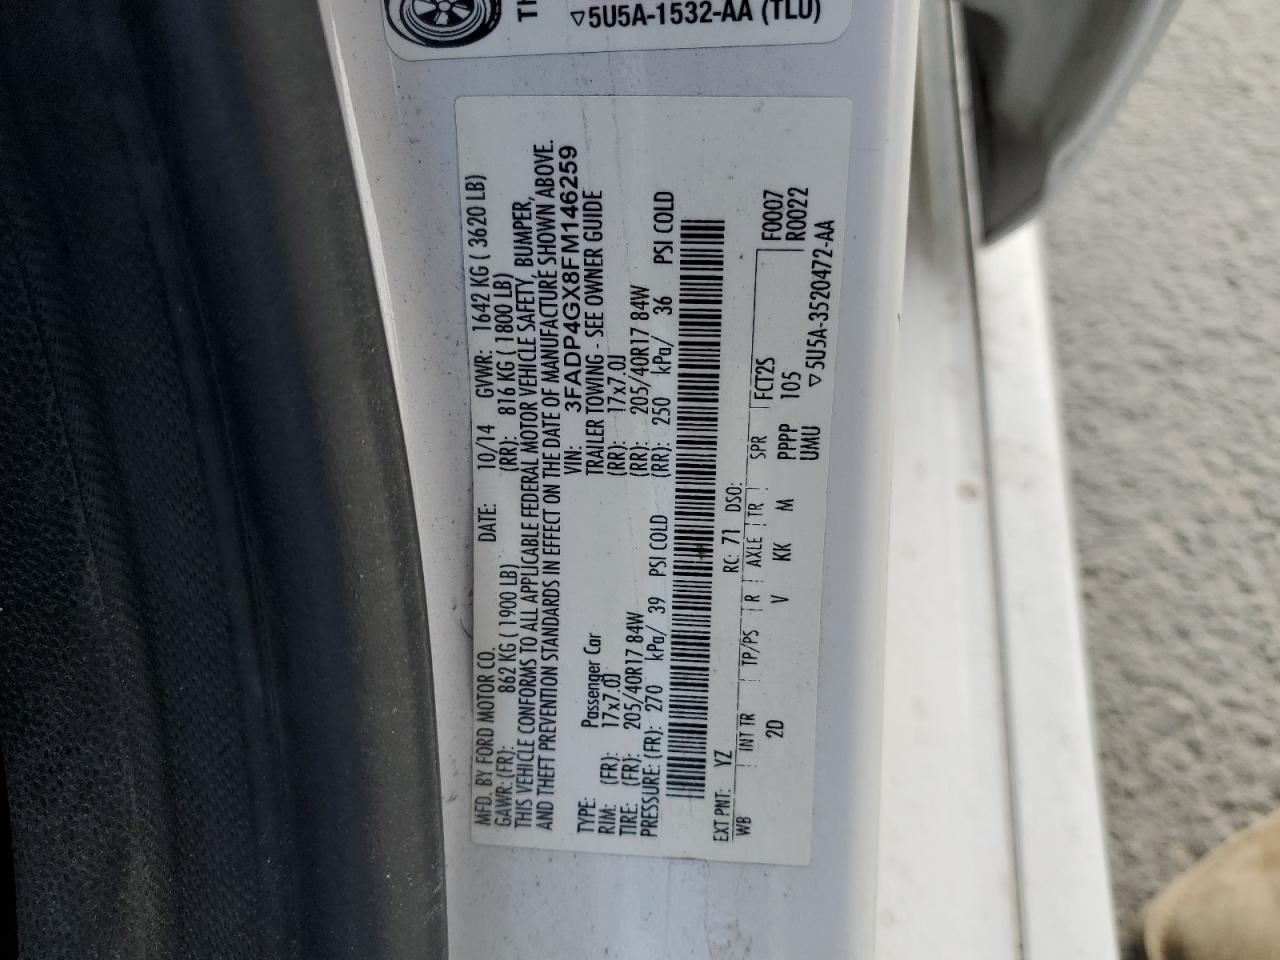 5U5A-1532-AA (TLU)
MFD. BY FORD MOTOR CO. DATE: 10/14 GVWR: 1642 KG ( 3620 LB)
GAWR: (FR): 862 KG ( 1900 LB) (RR): 816 KG ( 1800 LB)
THIS VEHICLE CONFORMS TO ALL APPLICABLE FEDERAL MOTOR VEHICLE SAFETY, BUMPER,
AND THEFT PREVENTION STANDARDS IN EFFECT ON THE DATE OF MANUFACTURE SHOWN ABOVE.
VIN: 3FADP4GX8FM146259
TYPE: Passenger Car TRAILER TOWING - SEE OWNER GUIDE
RIM: (FR): 17x7.0J (RR): 17x7.0J
TIRE: (FR): 205/40R17 84W (RR): 205/40R17 84W
PRESSURE: (FR): 270 kPa/ 39 PSI COLD (RR): 250 kPa/ 36 PSI COLD
EXT PNT: YZ RC: 71 DSO: F0007
WB INT TR TP/PS R AXLE TR SPR FCT2S R0022
2D V KK M PPPP 105
UMU ▽5U5A-3520472-AA